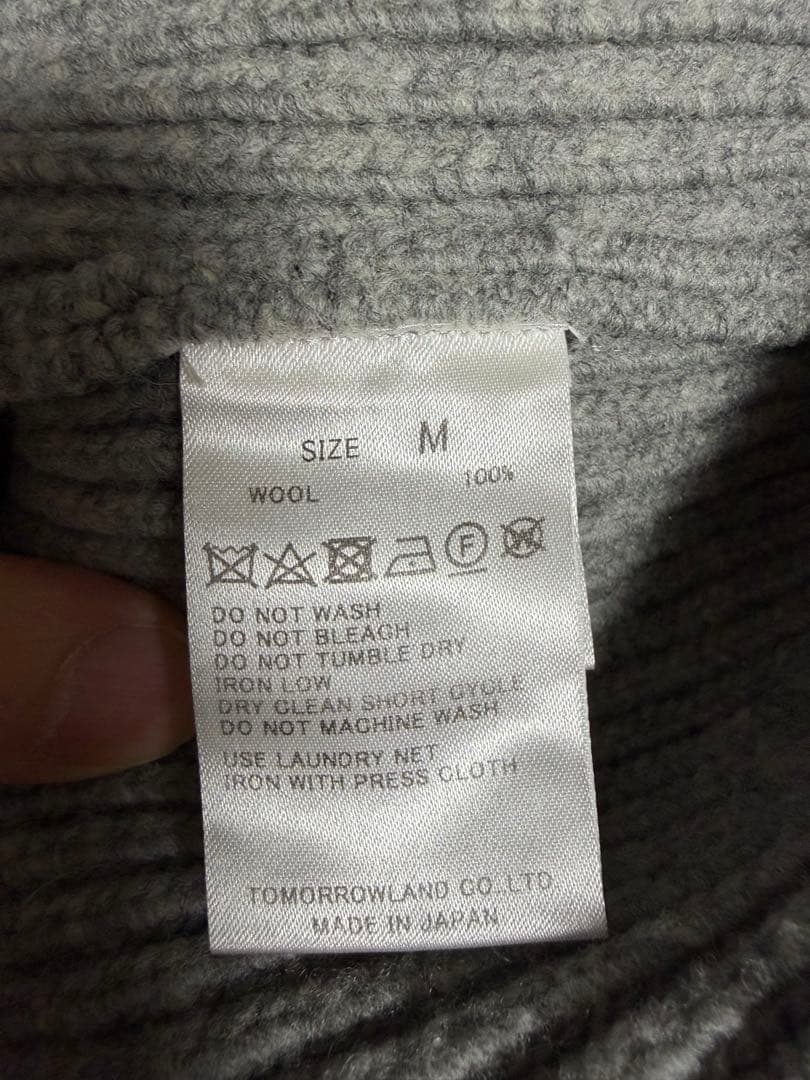 SIZE M
WOOL 100%
F W
DO NOT WASH
DO NOT BLEACH
DO NOT TUMBLE DRY
IRON LOW
DRY CLEAN SHORT CYCLE
DO NOT MACHINE WASH
USE LAUNDRY NET
IRON WITH PRESS CLOTH
TOMORROWLAND CO.,LTD
MADE IN JAPAN